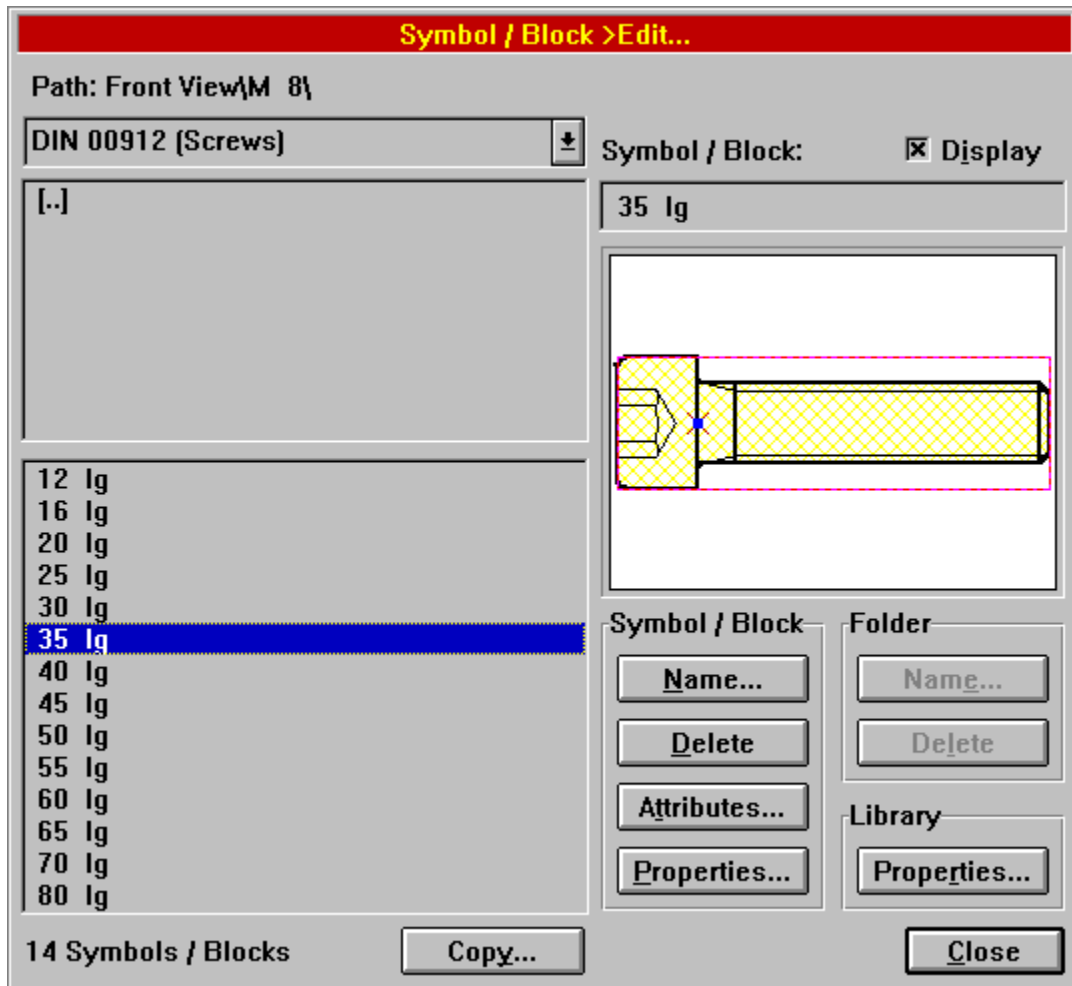 Symbol / Block >Edit...
Path: Front View\M  8\
DIN 00912 (Screws)
Symbol / Block:
Display
[..]
35  lg
12  lg
16  lg
20  lg
25  lg
30  lg
35  lg
40  lg
45  lg
50  lg
55  lg
60  lg
65  lg
70  lg
80  lg
Symbol / Block
Name...
Delete
Attributes...
Properties...
Folder
Name...
Delete
Library
Properties...
14 Symbols / Blocks
Copy...
Close